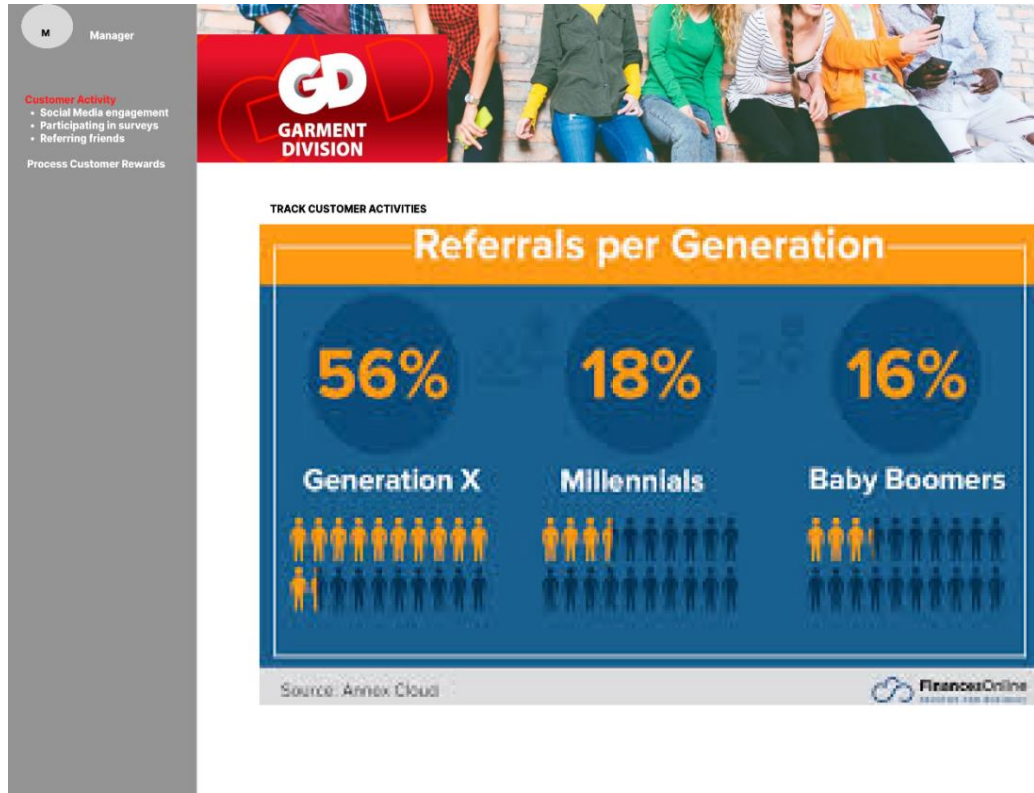 M
Manager
Customer Activity
• Social Media engagement
• Participating in surveys
• Referring friends
Process Customer Rewards
GD
GARMENT
DIVISION
TRACK CUSTOMER ACTIVITIES
Referrals per Generation
56%
18%
16%
Generation X
Millennials
Baby Boomers
Source: Annex Cloud
FinancesOnline